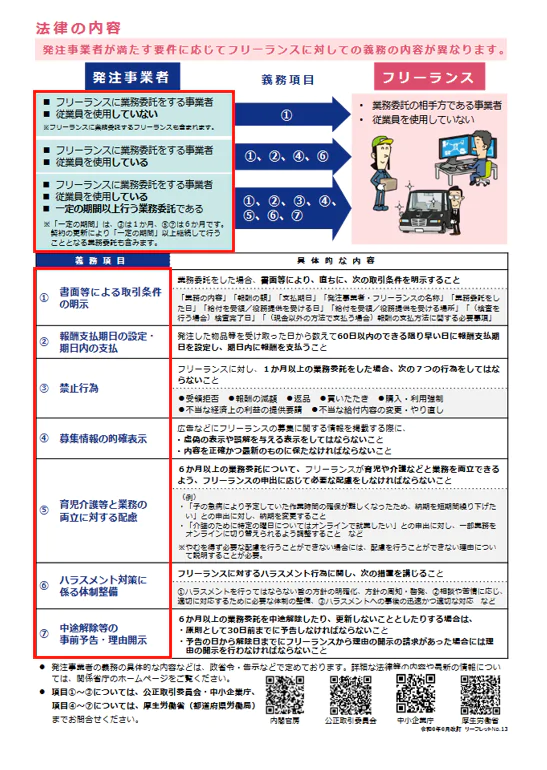 法律の内容
発注事業者が満たす要件に応じてフリーランスに対しての義務の内容が異なります。
発注事業者
義務項目
フリーランス
■ フリーランスに業務委託をする事業者
■ 従業員を使用していない
※フリーランスに業務委託するフリーランスも含まれます。
①
・ 業務委託の相手方である事業者
・ 従業員を使用していない
■ フリーランスに業務委託をする事業者
■ 従業員を使用している
①、②、④、⑥
■ フリーランスに業務委託をする事業者
■ 従業員を使用している
■ 一定の期間以上行う業務委託である
※「一定の期間」は、③は1か月、⑤⑦は6か月です。
契約の更新により「一定の期間」以上継続して行う
こととなる業務委託も含みます。
①、②、③、④、
⑤、⑥、⑦
義務項目
具体的な内容
① 書面等による取引条件
の明示
業務委託をした場合、書面等により、直ちに、次の取引条件を明示すること
「業務の内容」「報酬の額」「支払期日」「発注事業者・フリーランスの名称」「業務委託をし
た日」「給付を受領/役務提供を受ける日」「給付を受領/役務提供を受ける場所」「（検査を
行う場合）検査完了日」「（現金以外の方法で支払う場合）報酬の支払方法に関する必要事項」
② 報酬支払期日の設定・
期日内の支払
発注した物品等を受け取った日から数えて60日以内のできる限り早い日に報酬支払期
日を設定し、期日内に報酬を支払うこと
③ 禁止行為
フリーランスに対し、1か月以上の業務委託をした場合、次の7つの行為をしてはな
らないこと
●受領拒否 ●報酬の減額 ●返品 ●買いたたき ●購入・利用強制
●不当な経済上の利益の提供要請 ●不当な給付内容の変更・やり直し
④ 募集情報の的確表示
広告などにフリーランスの募集に関する情報を掲載する際に、
・虚偽の表示や誤解を与える表示をしてはならないこと
・内容を正確かつ最新のものに保たなければならないこと
⑤ 育児介護等と業務の
両立に対する配慮
6か月以上の業務委託について、フリーランスが育児や介護などと業務を両立できる
よう、フリーランスの申出に応じて必要な配慮をしなければならないこと
（例）
・「子の急病により予定していた作業時間の確保が難しくなったため、納期を短期間繰り下げた
い」との申出に対し、納期を変更すること
・「介護のために特定の曜日についてはオンラインで就業したい」との申出に対し、一部業務を
オンラインに切り替えられるよう調整すること など
※やむを得ず必要な配慮を行うことができない場合には、配慮を行うことができない理由につい
て説明することが必要。
⑥ ハラスメント対策に
係る体制整備
フリーランスに対するハラスメント行為に関し、次の措置を講じること
①ハラスメントを行ってはならない旨の方針の明確化、方針の周知・啓発、②相談や苦情に応じ、
適切に対応するために必要な体制の整備、③ハラスメントへの事後の迅速かつ適切な対応 など
⑦ 中途解除等の
事前予告・理由開示
6か月以上の業務委託を中途解除したり、更新しないこととしたりする場合は、
・原則として30日前までに予告しなければならないこと
・予告の日から解除日までにフリーランスから理由の開示の請求があった場合には理
由の開示を行わなければならないこと
● 発注事業者の義務の具体的な内容などは、政省令・告示などで定めております。詳細な法律等の内容や最新の情報につい
ては、関係省庁のホームページをご覧ください。
● 項目①～③については、公正取引委員会・中小企業庁、
項目④～⑦については、厚生労働省（都道府県労働局）
までお問合せください。
内閣官房 公正取引委員会 中小企業庁 厚生労働省
令和6年6月改訂 リーフレットNo.13